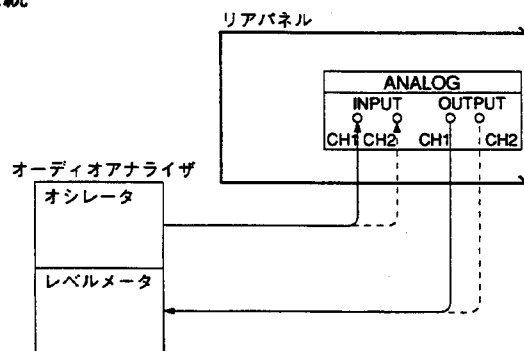 リアパネル
ANALOG
INPUT OUTPUT
CH1 CH2 CH1 CH2
オーディオアナライザ
オシレータ
レベルメータ